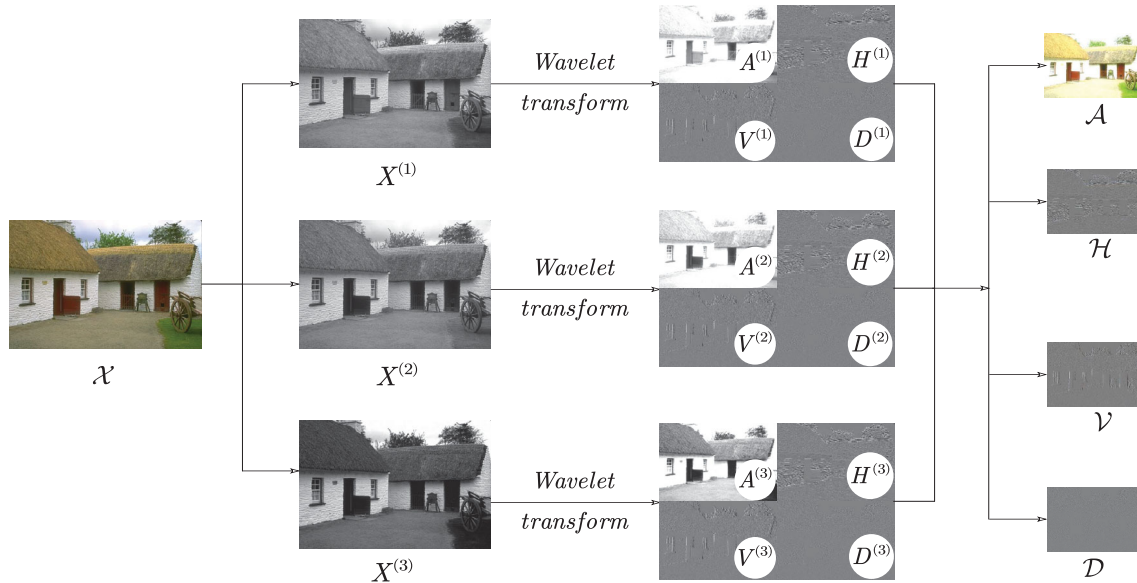 𝒳
X^(1)
X^(2)
X^(3)
Wavelet
transform
Wavelet
transform
Wavelet
transform
A^(1)
H^(1)
V^(1)
D^(1)
A^(2)
H^(2)
V^(2)
D^(2)
A^(3)
H^(3)
V^(3)
D^(3)
𝒜
ℋ
𝒱
𝒟